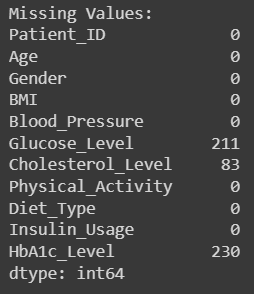 Missing Values:
Patient_ID 0
Age 0
Gender 0
BMI 0
Blood_Pressure 0
Glucose_Level 211
Cholesterol_Level 83
Physical_Activity 0
Diet_Type 0
Insulin_Usage 0
HbA1c_Level 230
dtype: int64